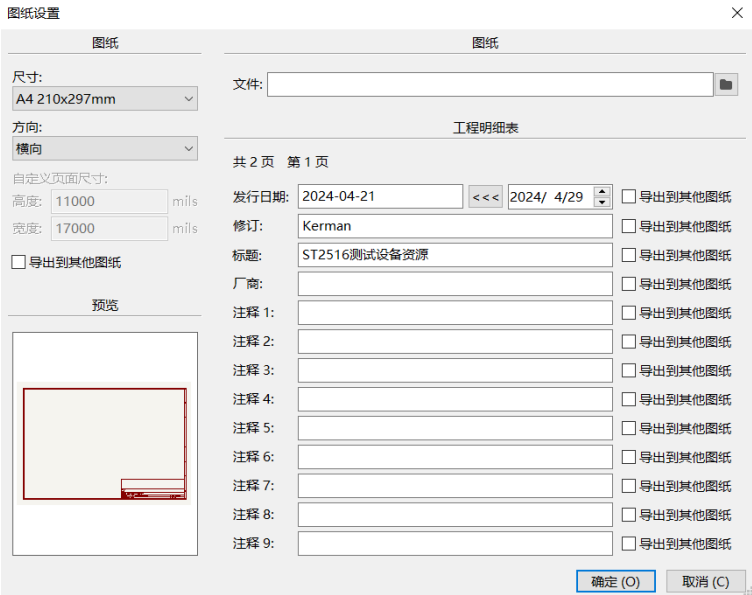 图纸设置
图纸
尺寸:
A4 210x297mm
方向:
横向
自定义页面尺寸:
高度: 11000 mils
宽度: 17000 mils
导出到其他图纸
预览
图纸
文件:
工程明细表
共 2 页 第 1 页
发行日期: 2024-04-21 <<< 2024/ 4/29 导出到其他图纸
修订: Kerman 导出到其他图纸
标题: ST2516测试设备资源 导出到其他图纸
厂商: 导出到其他图纸
注释 1: 导出到其他图纸
注释 2: 导出到其他图纸
注释 3: 导出到其他图纸
注释 4: 导出到其他图纸
注释 5: 导出到其他图纸
注释 6: 导出到其他图纸
注释 7: 导出到其他图纸
注释 8: 导出到其他图纸
注释 9: 导出到其他图纸
确定 (O) 取消 (C)